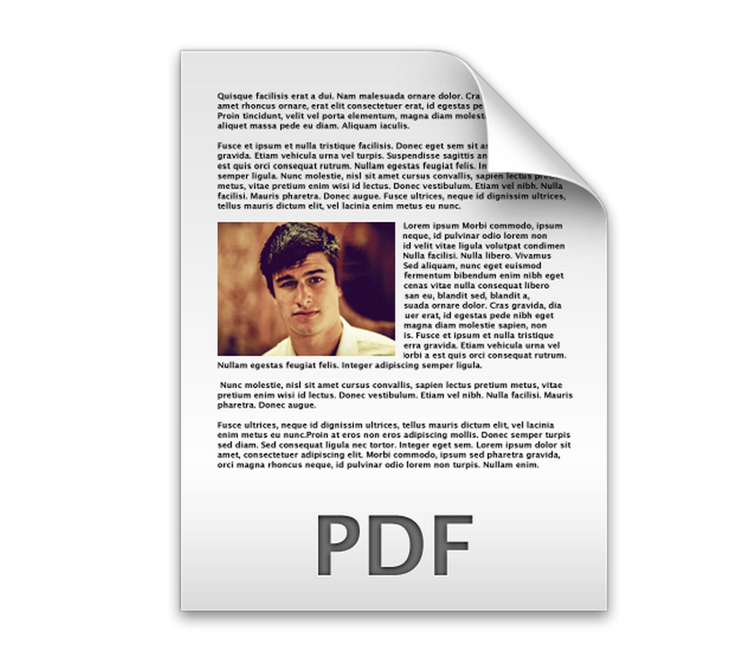 Quisque facilisis erat a dui. Nam malesuada ornare dolor. Cra
amet rhoncus ornare, erat elit consectetuer erat, id egestas pe
Proin tincidunt, velit vel porta elementum, magna diam molest
aliquet massa pede eu diam. Aliquam iaculis.
Fusce et ipsum et nulla tristique facilisis. Donec eget sem sit a
gravida. Etiam vehicula urna vel turpis. Suspendisse sagittis an
est quis orci consequat rutrum. Nullam egestas feugiat felis. In
semper ligula. Nunc molestie, nisl sit amet cursus convallis, sapien lectus pretium
metus, vitae pretium enim wisi id lectus. Donec vestibulum. Etiam vel nibh. Nulla
facilisi. Mauris pharetra. Donec augue. Fusce ultrices, neque id dignissim ultrices,
tellus mauris dictum elit, vel lacinia enim metus eu nunc.
Lorem ipsum Morbi commodo, ipsum
neque, id pulvinar odio lorem non
id velit vitae ligula volutpat condimen
Nulla facilisi. Nulla libero. Vivamus
Sed aliquam, nunc eget euismod
fermentum bibendum enim nibh eget
cenas vitae nulla consequat libero
san eu, blandit sed, blandit a,
suada ornare dolor. Cras gravida, dia
uer erat, id egestas pede nibh eget
magna diam molestie sapien, non
is. Fusce et ipsum et nulla tristique
erra gravida. Etiam vehicula urna vel
lorbi a est quis orci consequat rutrum.
Nullam egestas feugiat felis. Integer adipiscing semper ligula.
Nunc molestie, nisl sit amet cursus convallis, sapien lectus pretium metus, vitae
pretium enim wisi id lectus. Donec vestibulum. Etiam vel nibh. Nulla facilisi. Mauris
pharetra. Donec augue.
Fusce ultrices, neque id dignissim ultrices, tellus mauris dictum elit, vel lacinia
enim metus eu nunc.Proin at eros non eros adipiscing mollis. Donec semper turpis
sed diam. Sed consequat ligula nec tortor. Integer eget sem. Lorem ipsum dolor sit
amet, consectetuer adipiscing elit. Morbi commodo, ipsum sed pharetra gravida,
orci magna rhoncus neque, id pulvinar odio lorem non turpis. Nullam enim.
PDF